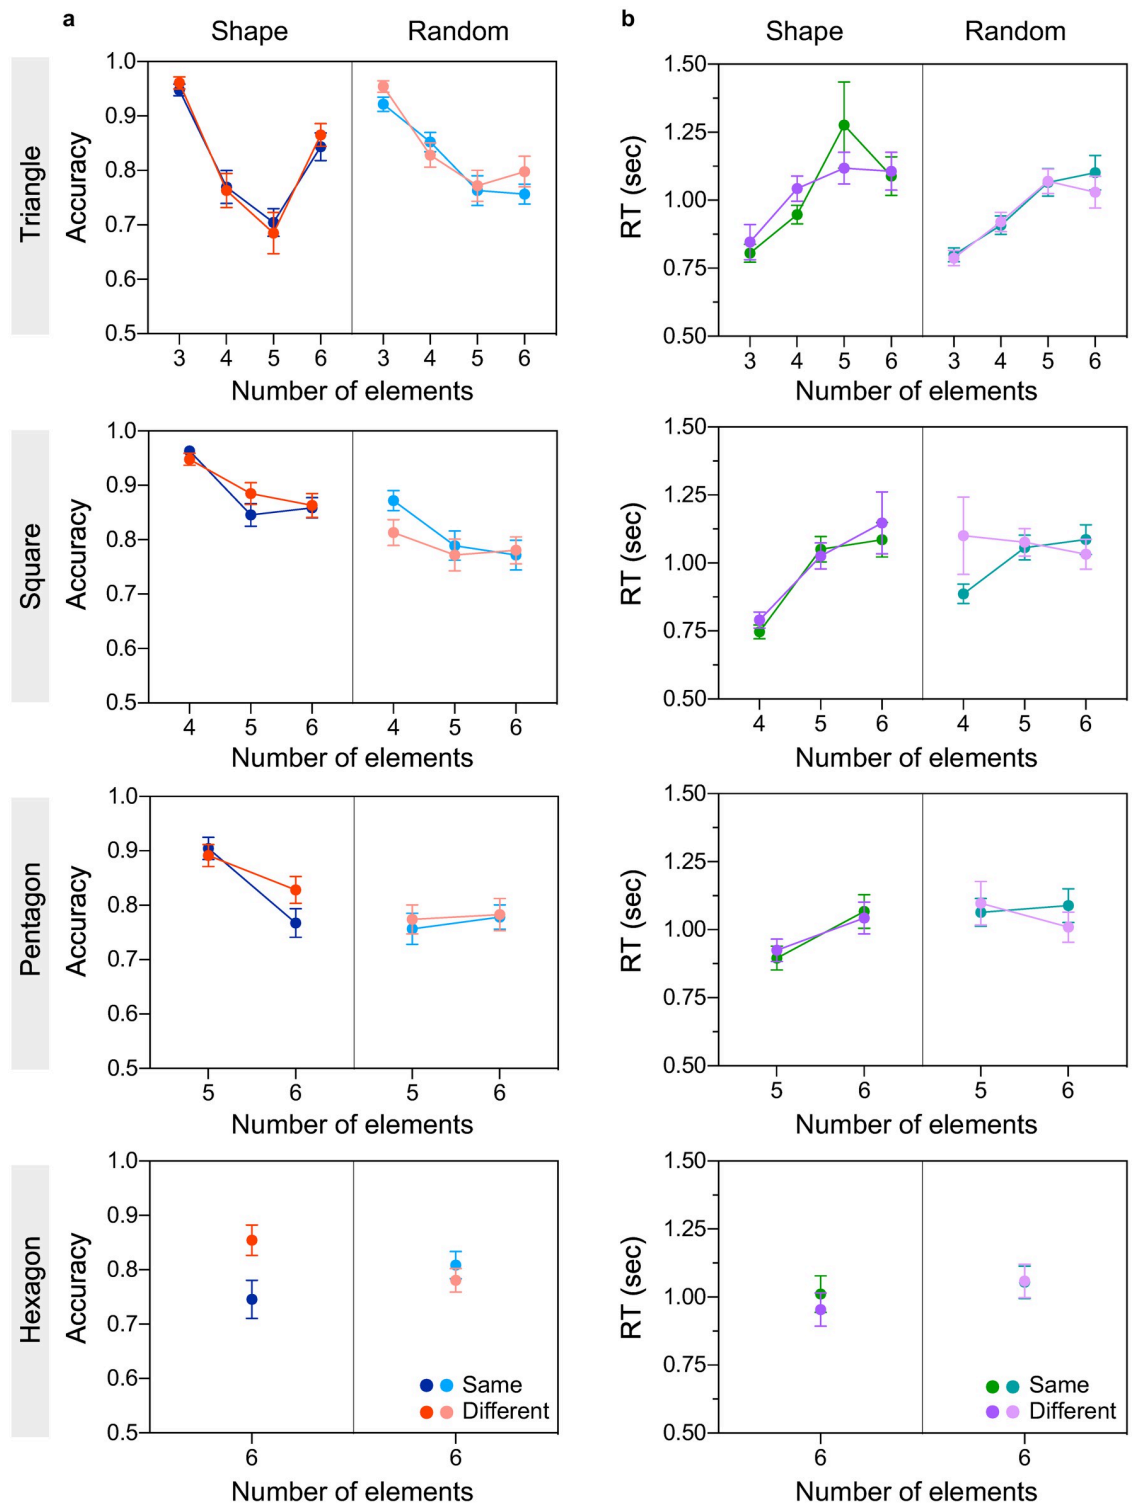 a
b
Shape
Random
Shape
Random
Triangle
Accuracy
1.0
0.9
0.8
0.7
0.6
0.5
3 4 5 6 3 4 5 6
Number of elements
RT (sec)
1.50
1.25
1.00
0.75
0.50
3 4 5 6 3 4 5 6
Number of elements
Square
Accuracy
1.0
0.9
0.8
0.7
0.6
0.5
4 5 6 4 5 6
Number of elements
RT (sec)
1.50
1.25
1.00
0.75
0.50
4 5 6 4 5 6
Number of elements
Pentagon
Accuracy
1.0
0.9
0.8
0.7
0.6
0.5
5 6 5 6
Number of elements
RT (sec)
1.50
1.25
1.00
0.75
0.50
5 6 5 6
Number of elements
Hexagon
Accuracy
1.0
0.9
0.8
0.7
0.6
0.5
Same
Different
6 6
Number of elements
RT (sec)
1.50
1.25
1.00
0.75
0.50
Same
Different
6 6
Number of elements